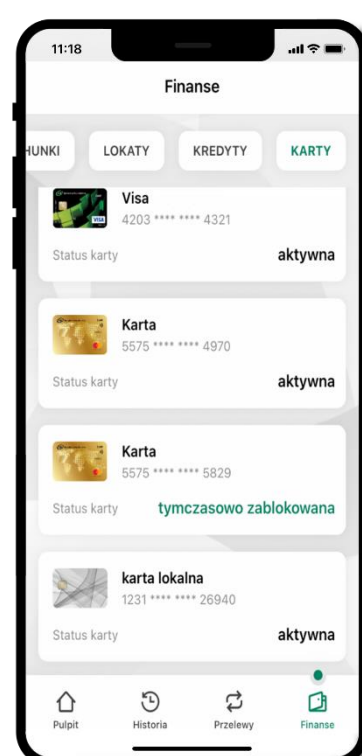 11:18
Finanse
HUNKI LOKATY KREDYTY KARTY
Visa
4203 **** **** 4321
VISA
Status karty aktywna
Karta
5575 **** **** 4970
Status karty aktywna
Karta
5575 **** **** 5829
Status karty tymczasowo zablokowana
karta lokalna
1231 **** **** 26940
Status karty aktywna
Pulpit Historia Przelewy Finanse